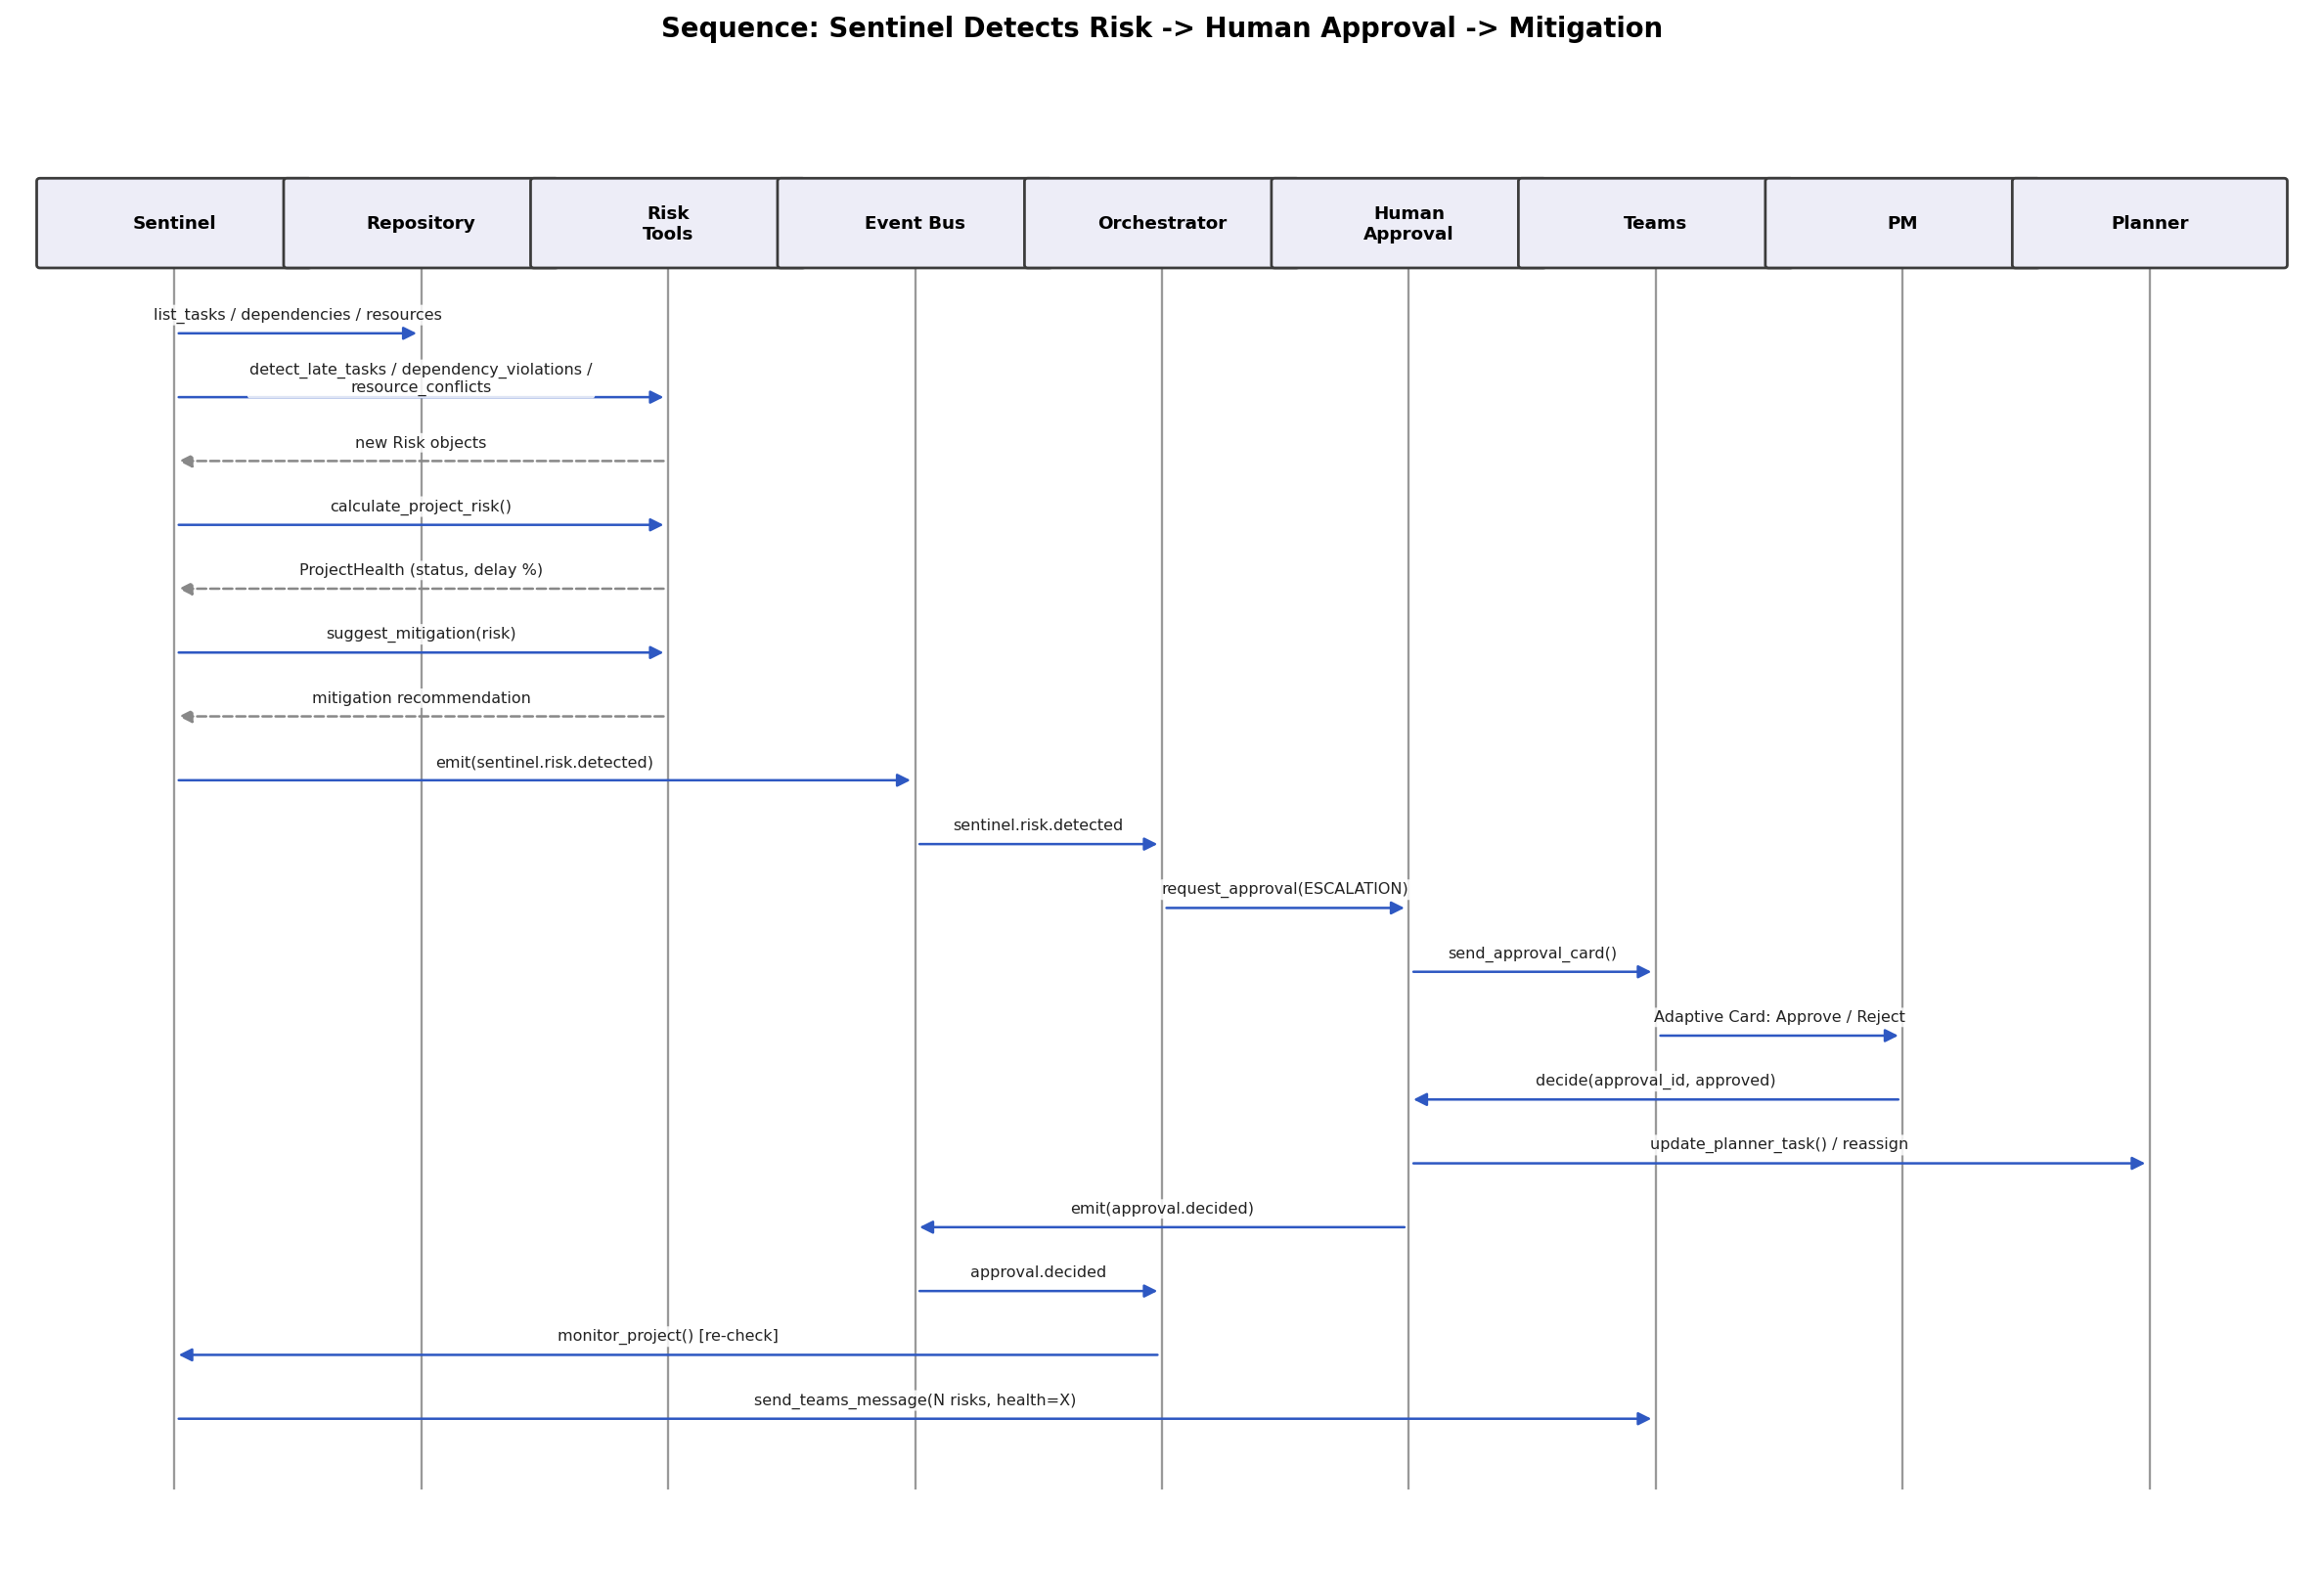 Sequence: Sentinel Detects Risk -> Human Approval -> Mitigation
Sentinel
Repository
Risk
Tools
Event Bus
Orchestrator
Human
Approval
Teams
PM
Planner
list_tasks / dependencies / resources
detect_late_tasks / dependency_violations /
resource_conflicts
new Risk objects
calculate_project_risk()
ProjectHealth (status, delay %)
suggest_mitigation(risk)
mitigation recommendation
emit(sentinel.risk.detected)
sentinel.risk.detected
request_approval(ESCALATION)
send_approval_card()
Adaptive Card: Approve / Reject
decide(approval_id, approved)
update_planner_task() / reassign
emit(approval.decided)
approval.decided
monitor_project() [re-check]
send_teams_message(N risks, health=X)